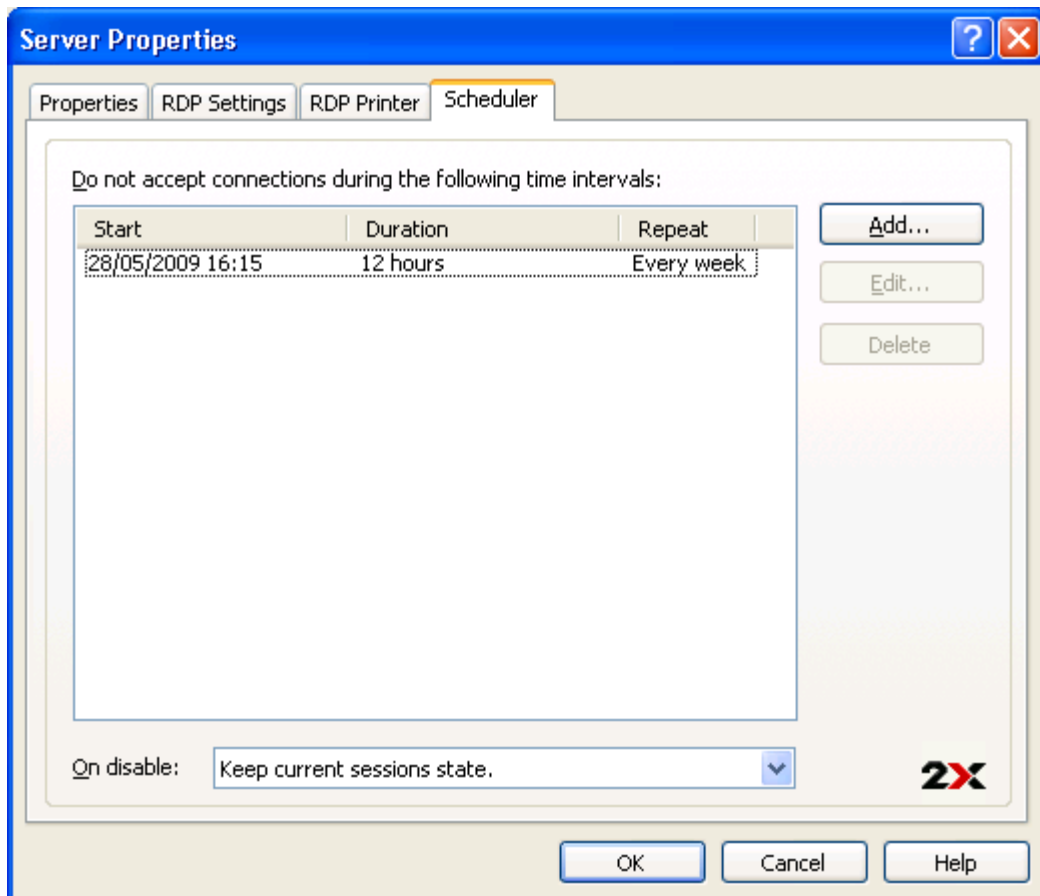 Server Properties
Properties RDP Settings RDP Printer Scheduler
Do not accept connections during the following time intervals:
Start Duration Repeat
28/05/2009 16:15 12 hours Every week
Add...
Edit...
Delete
On disable: Keep current sessions state.
2X
OK Cancel Help